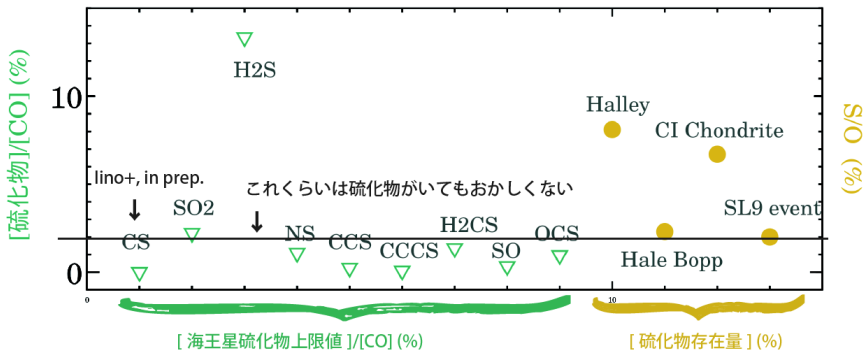 [硫化物]/[CO] (%)
10
0
H2S
Halley
CI Chondrite
S/O (%)
Iino+, in prep.
これくらいは硫化物がいてもおかしくない
SO2
SL9 event
CS
NS
CCS
CCCS
H2CS
SO
OCS
Hale Bopp
0
10
[ 海王星硫化物上限値 ]/[CO] (%)
[ 硫化物存在量 ] (%)